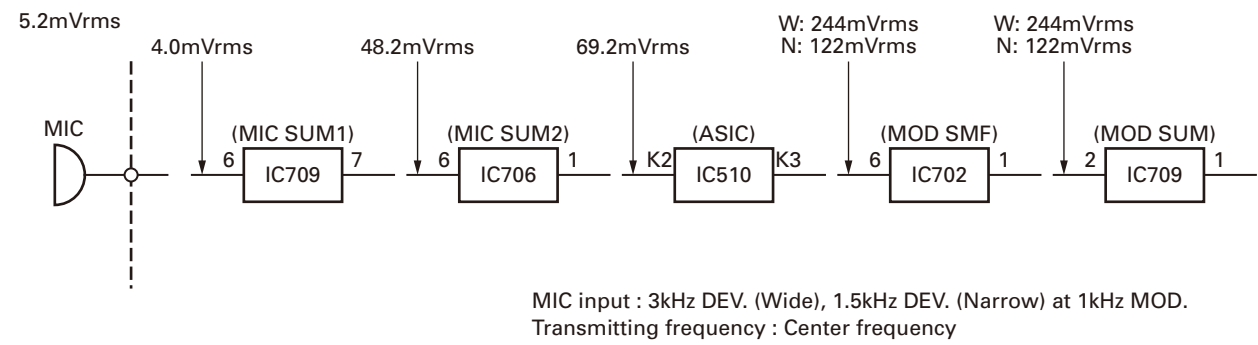 5.2mVrms
W: 244mVrms
N: 122mVrms
W: 244mVrms
N: 122mVrms
4.0mVrms
48.2mVrms
69.2mVrms
MIC
(MIC SUM1)
(MIC SUM2)
(ASIC)
(MOD SMF)
(MOD SUM)
6 IC709 7
6 IC706 1
K2 IC510 K3
6 IC702 1
2 IC709 1
MIC input : 3kHz DEV. (Wide), 1.5kHz DEV. (Narrow) at 1kHz MOD.
Transmitting frequency : Center frequency